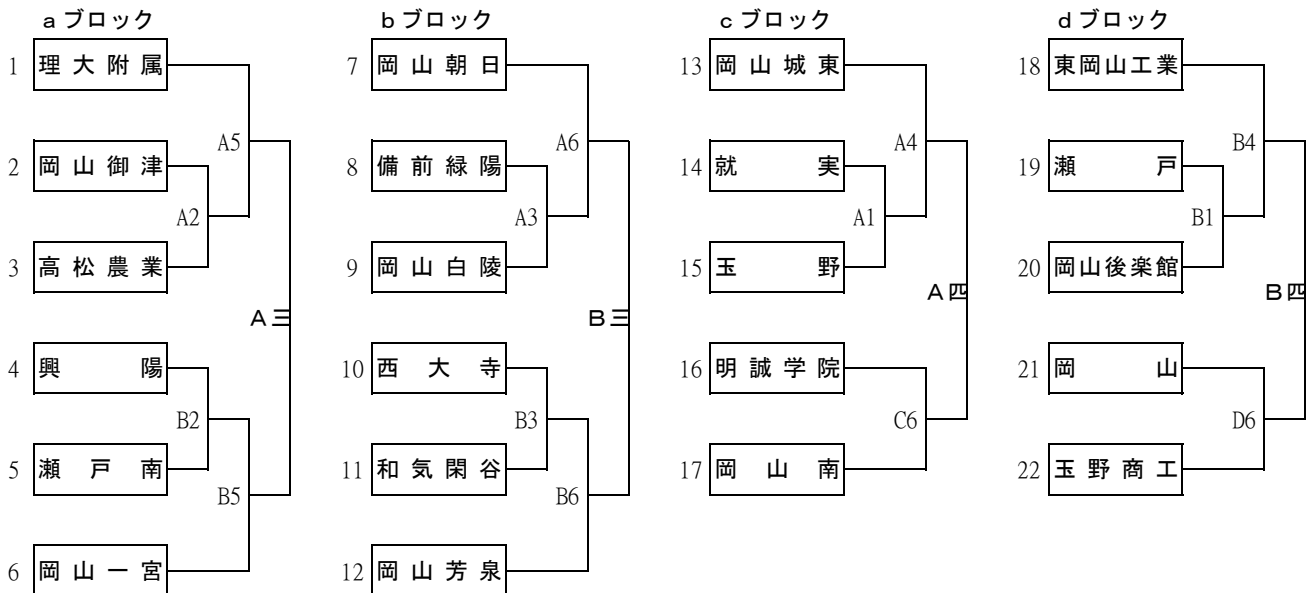 aブロック
1 理大附属
A5
2 岡山御津
A2
3 高松農業
A三
4 興陽
B2
5 瀬戸南
B5
6 岡山一宮
bブロック
7 岡山朝日
A6
8 備前緑陽
A3
9 岡山白陵
B三
10 西大寺
B3
11 和気閑谷
B6
12 岡山芳泉
cブロック
13 岡山城東
A4
14 就実
A1
15 玉野
A四
16 明誠学院
C6
17 岡山南
dブロック
18 東岡山工業
B4
19 瀬戸
B1
20 岡山後楽館
B四
21 岡山
D6
22 玉野商工